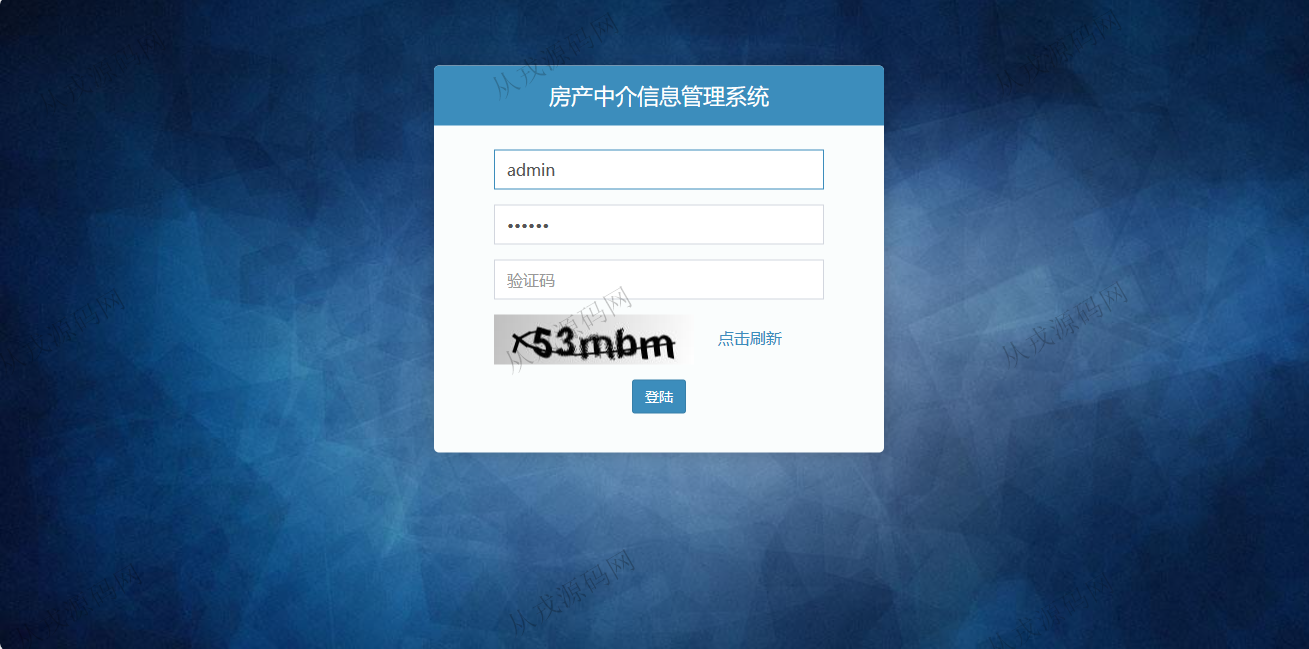 房产中介信息管理系统
admin
••••••
验证码
x53mbm
点击刷新
登陆
从戎源码网
从戎源码网
从戎源码网
从戎源码网